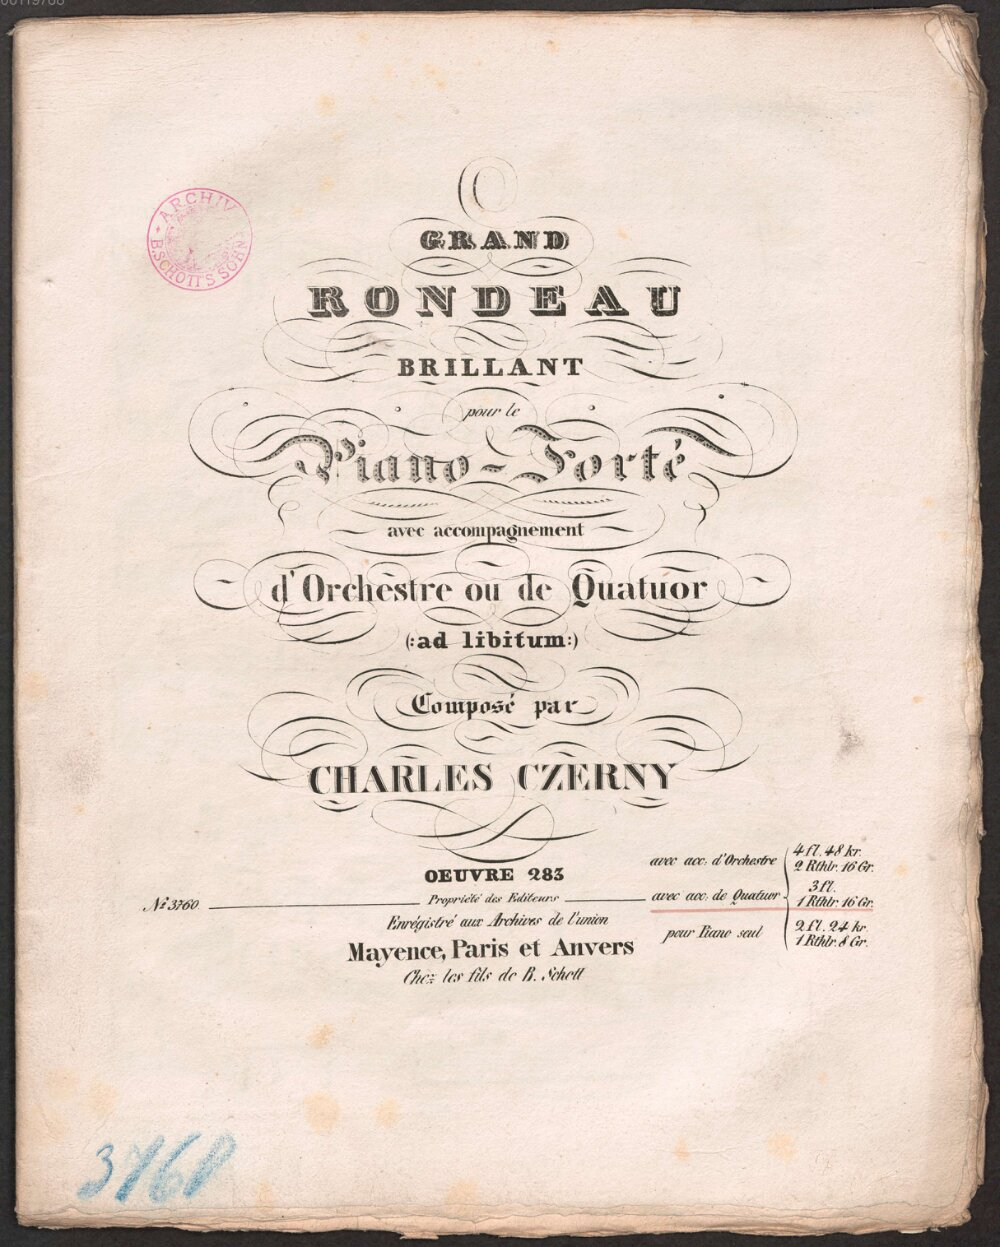 ARCHIV
B. SCHOTT'S SÖHNE
GRAND
RONDEAU
BRILLANT
pour le
Piano-Forté
avec accompagnement
d'Orchestre ou de Quatuor
(:ad libitum:)
Composé par
CHARLES CZERNY
OEUVRE 283
avec acc: d'Orchestre 4 fl. 48 kr.
2 Rthlr. 16 Gr.
avec acc: de Quatuor 3 fl.
1 Rthlr. 16 Gr.
pour Piano seul 2 fl. 24 kr.
1 Rthlr. 8 Gr.
No 3760. Propriété des Editeurs
Enrégistré aux Archives de l'union
Mayence, Paris et Anvers
Chez les fils de B. Schott
3760